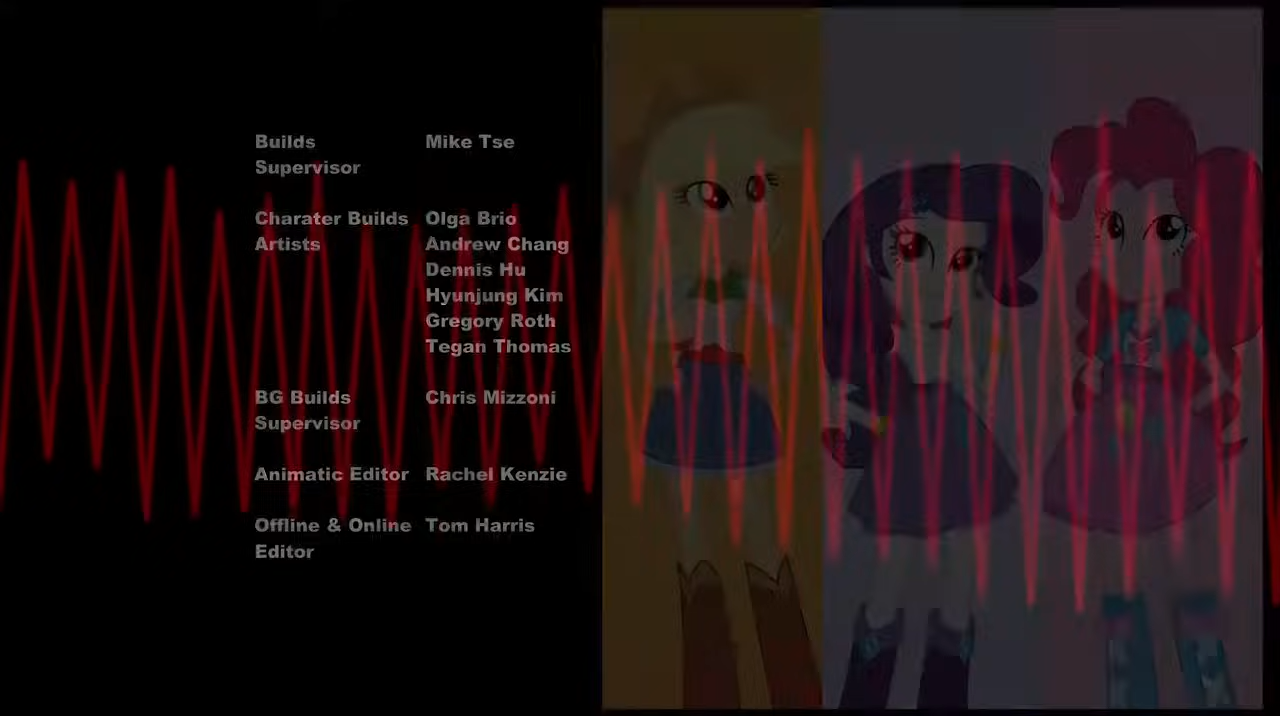 Builds Mike Tse
Supervisor
Charater Builds Olga Brio
Artists Andrew Chang
Dennis Hu
Hyunjung Kim
Gregory Roth
Tegan Thomas
BG Builds Chris Mizzoni
Supervisor
Animatic Editor Rachel Kenzie
Offline & Online Tom Harris
Editor